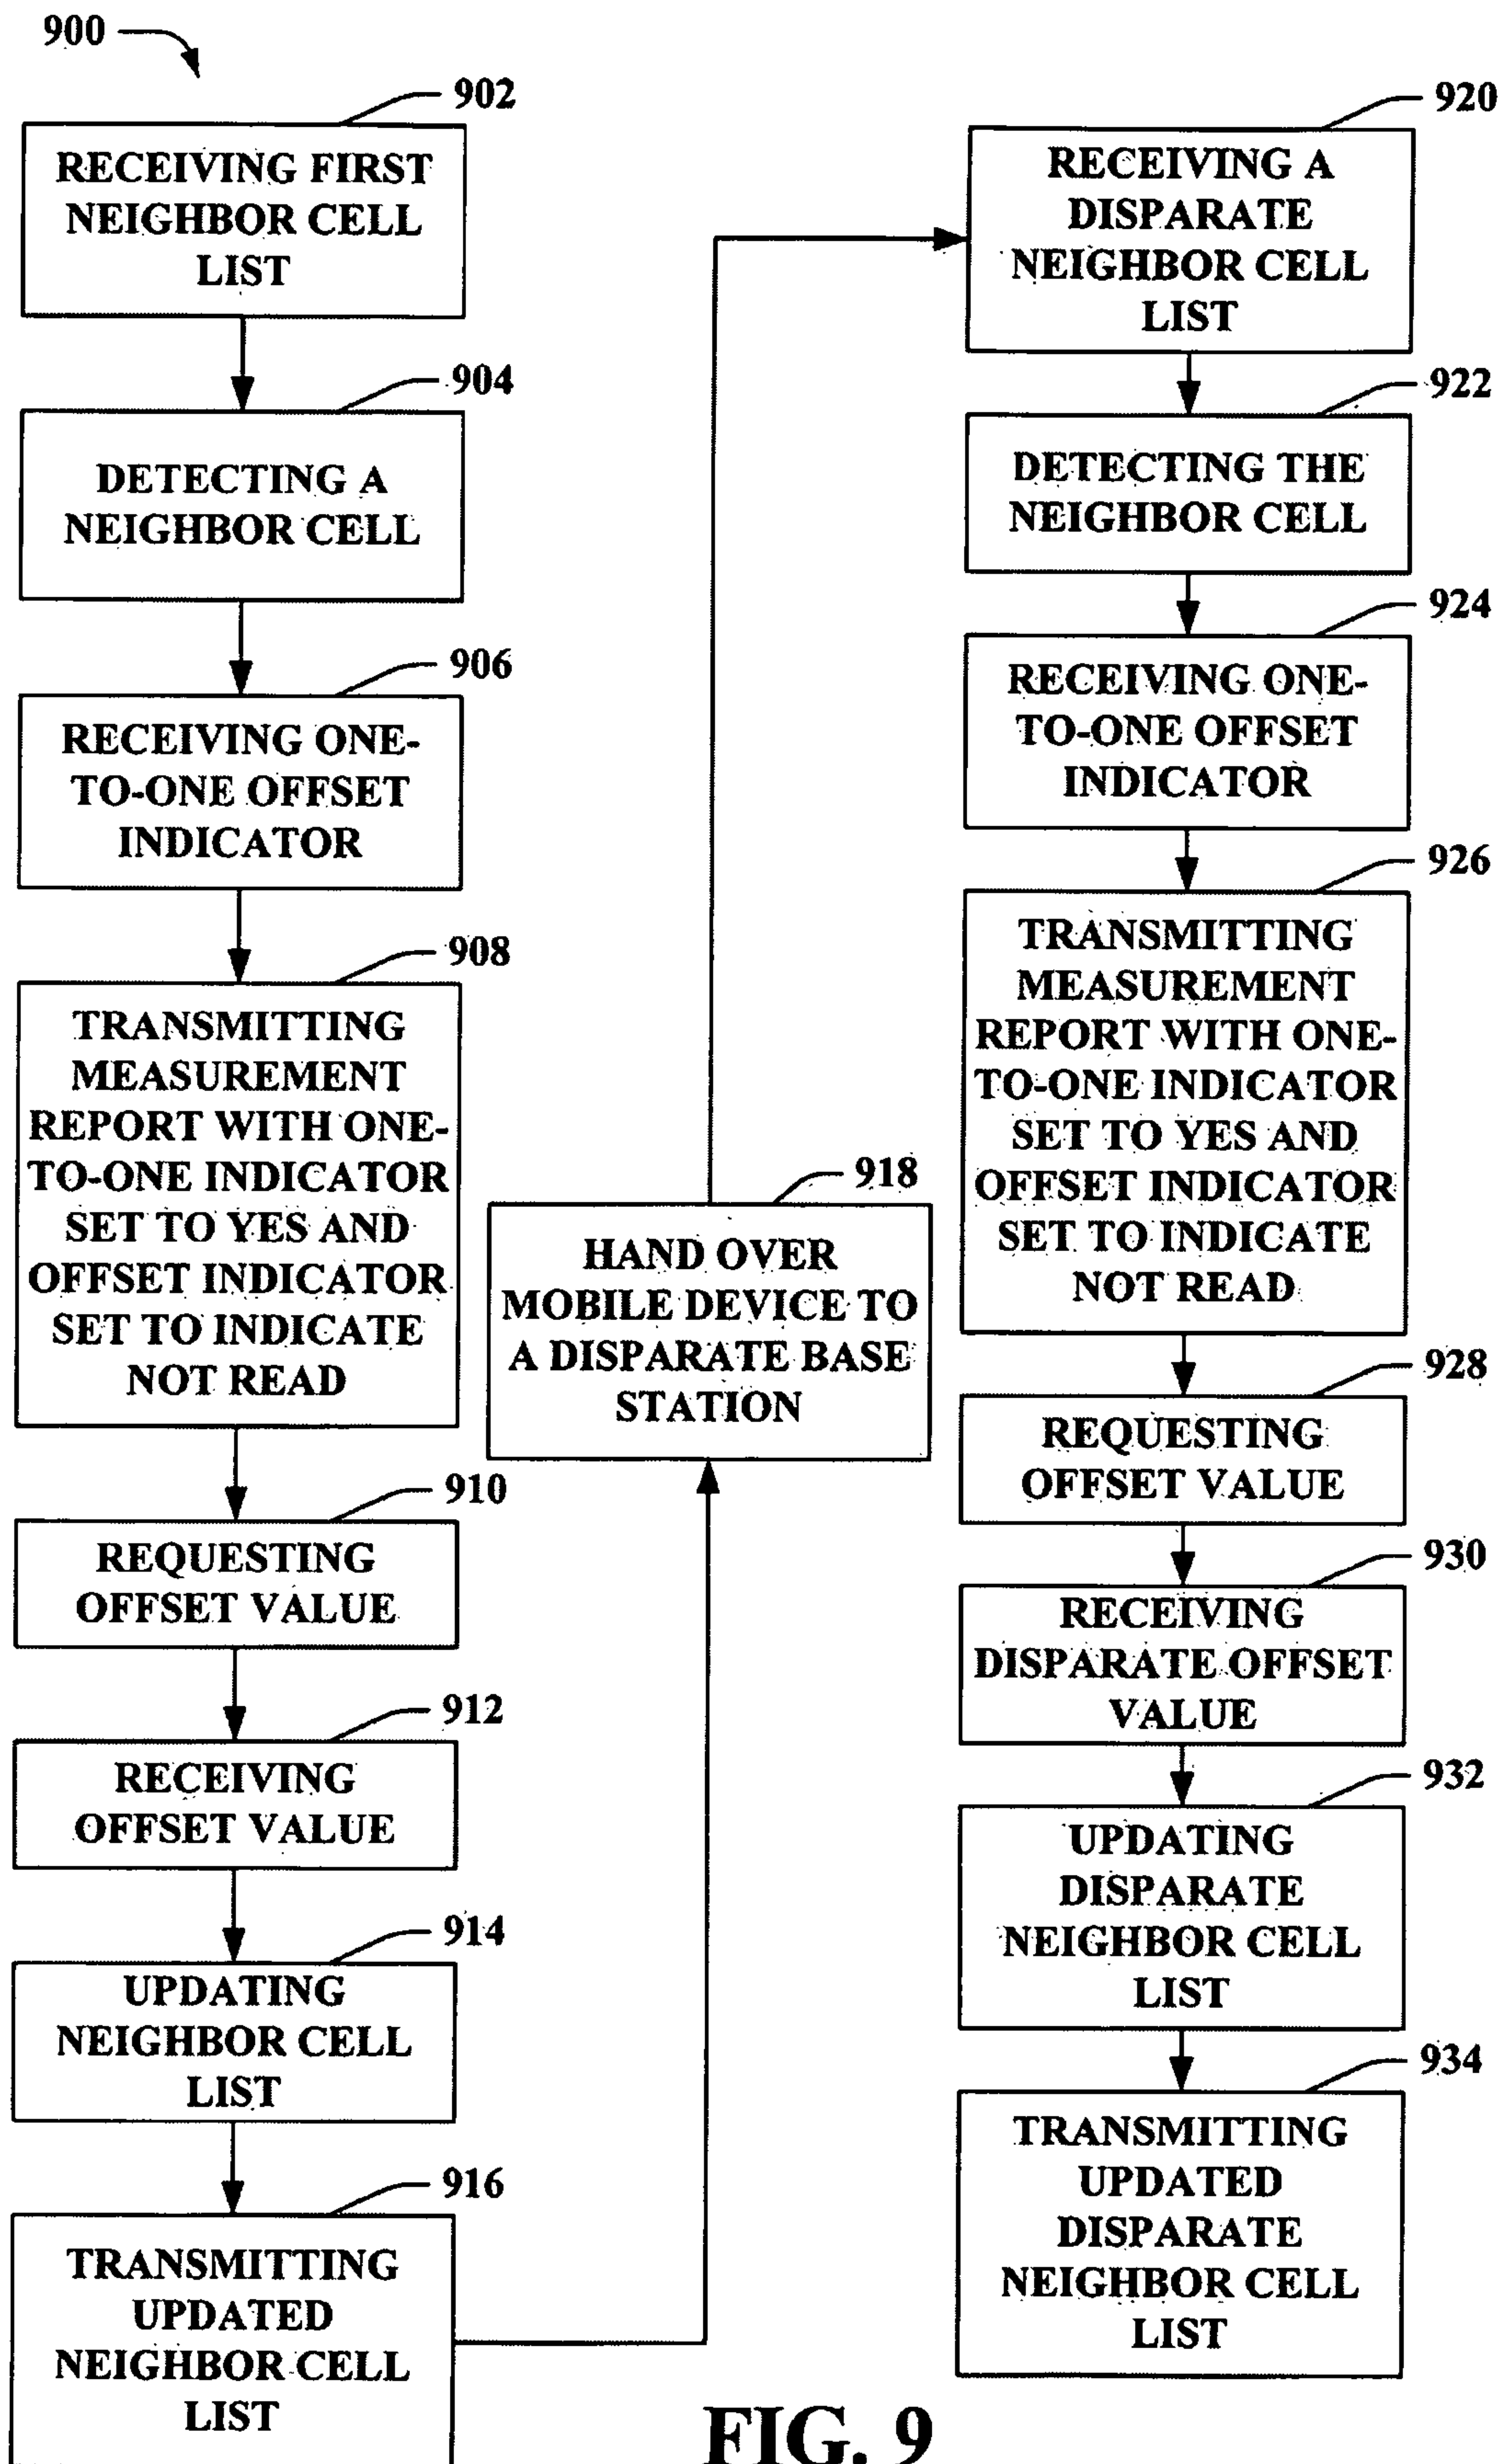 900
902
RECEIVING FIRST
NEIGHBOR CELL
LIST
904
DETECTING A
NEIGHBOR CELL
906
RECEIVING ONE-
TO-ONE OFFSET
INDICATOR
908
TRANSMITTING
MEASUREMENT
REPORT WITH ONE-
TO-ONE INDICATOR
SET TO YES AND
OFFSET INDICATOR
SET TO INDICATE
NOT READ
910
REQUESTING
OFFSET VALUE
912
RECEIVING
OFFSET VALUE
914
UPDATING
NEIGHBOR CELL
LIST
916
TRANSMITTING
UPDATED
NEIGHBOR CELL
LIST
918
HAND OVER
MOBILE DEVICE TO
A DISPARATE BASE
STATION
920
RECEIVING A
DISPARATE
NEIGHBOR CELL
LIST
922
DETECTING THE
NEIGHBOR CELL
924
RECEIVING ONE-
TO-ONE OFFSET
INDICATOR
926
TRANSMITTING
MEASUREMENT
REPORT WITH ONE-
TO-ONE INDICATOR
SET TO YES AND
OFFSET INDICATOR
SET TO INDICATE
NOT READ
928
REQUESTING
OFFSET VALUE
930
RECEIVING
DISPARATE OFFSET
VALUE
932
UPDATING
DISPARATE
NEIGHBOR CELL
LIST
934
TRANSMITTING
UPDATED
DISPARATE
NEIGHBOR CELL
LIST
FIG. 9